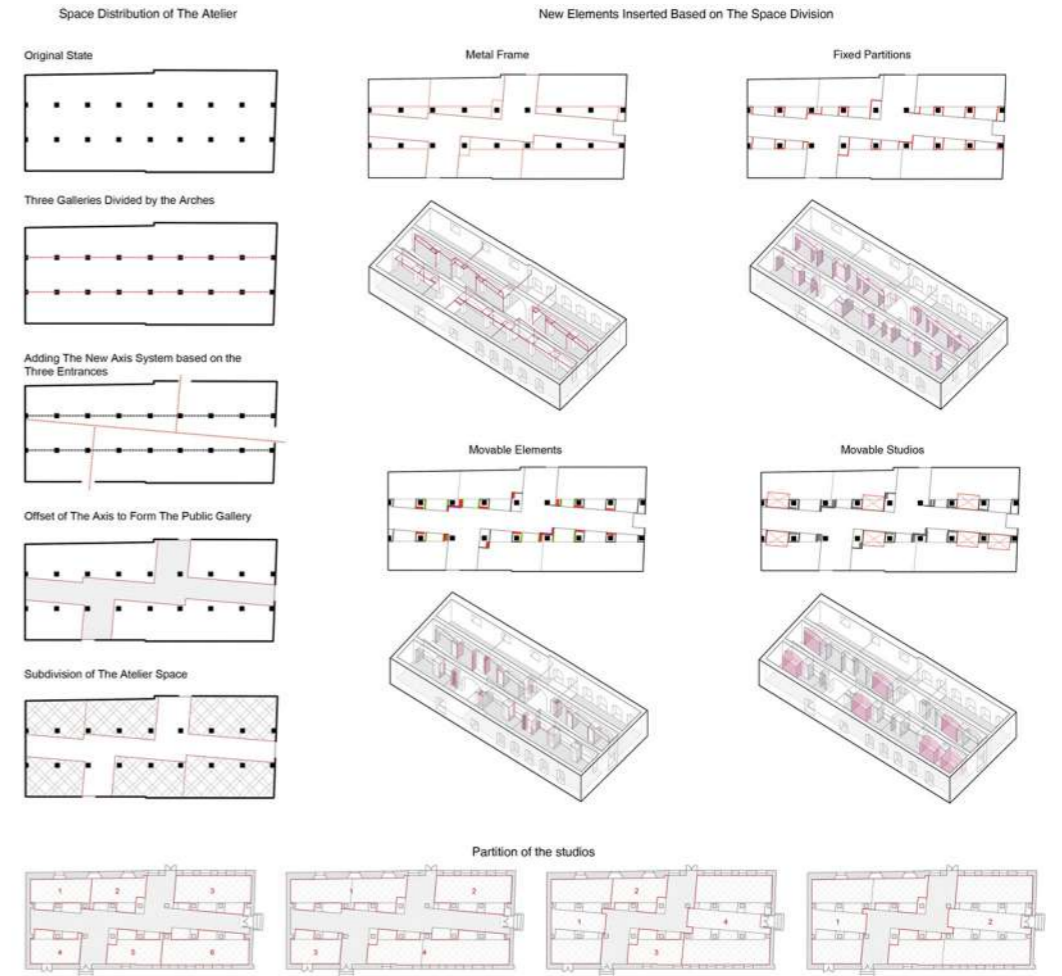 Space Distribution of The Atelier
New Elements Inserted Based on The Space Division
Original State
Metal Frame
Fixed Partitions
Three Galleries Divided by the Arches
Adding The New Axis System based on the
Three Entrances
Movable Elements
Movable Studios
Offset of The Axis to Form The Public Gallery
Subdivision of The Atelier Space
Partition of the studios
1 2 3
4 5 6
1 2
3 4
1 2 4
3
1 2